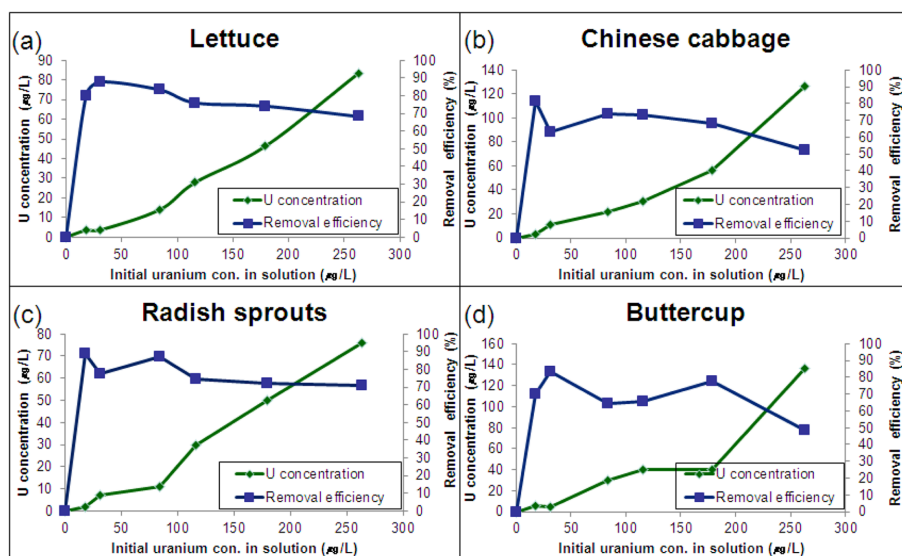 (a)
Lettuce
U concentration (㎍/L)
90
80
70
60
50
40
30
20
10
0
Removal efficiency (%)
100
90
80
70
60
50
40
30
20
10
0
U concentration
Removal efficiency
0 50 100 150 200 250 300
Initial uranium con. in solution (㎍/L)
(b)
Chinese cabbage
U concentration (㎍/L)
140
120
100
80
60
40
20
0
Removal efficiency (%)
100
90
80
70
60
50
40
30
20
10
0
U concentration
Removal efficiency
0 50 100 150 200 250 300
Initial uranium con. in solution (㎍/L)
(c)
Radish sprouts
U concentration (㎍/L)
80
70
60
50
40
30
20
10
0
Removal efficiency (%)
100
90
80
70
60
50
40
30
20
10
0
U concentration
Removal efficiency
0 50 100 150 200 250 300
Initial uranium con. in solution (㎍/L)
(d)
Buttercup
U concentration (㎍/L)
160
140
120
100
80
60
40
20
0
Removal efficiency (%)
100
90
80
70
60
50
40
30
20
10
0
U concentration
Removal efficiency
0 50 100 150 200 250 300
Initial uranium con. in solution (㎍/L)